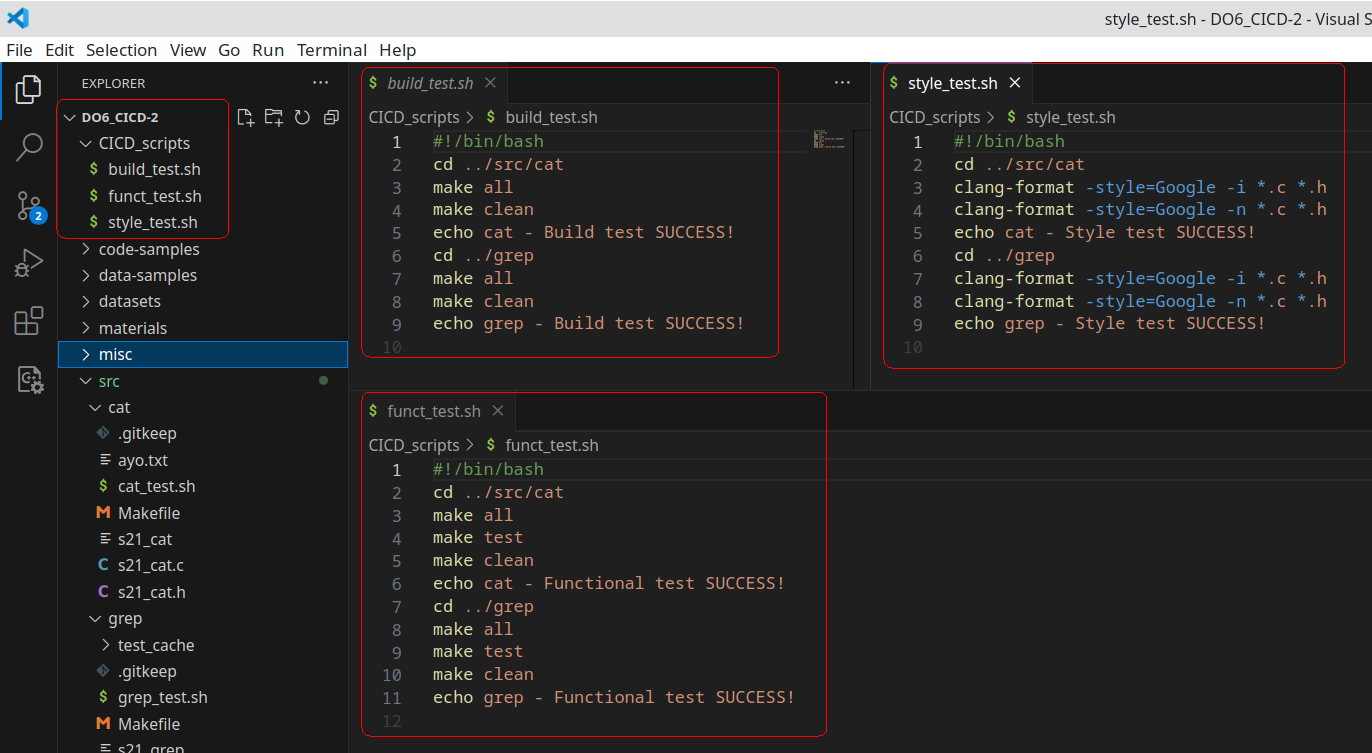 style_test.sh - DO6_CICD-2 - Visual S
File Edit Selection View Go Run Terminal Help
EXPLORER
DO6_CICD-2
CICD_scripts
build_test.sh
funct_test.sh
style_test.sh
code-samples
data-samples
datasets
materials
misc
src
cat
.gitkeep
ayo.txt
cat_test.sh
Makefile
s21_cat
s21_cat.c
s21_cat.h
grep
test_cache
.gitkeep
grep_test.sh
Makefile
s21_grep
2
build_test.sh
CICD_scripts > $ build_test.sh
1 #!/bin/bash
2 cd ../src/cat
3 make all
4 make clean
5 echo cat - Build test SUCCESS!
6 cd ../grep
7 make all
8 make clean
9 echo grep - Build test SUCCESS!
10
style_test.sh
CICD_scripts > $ style_test.sh
1 #!/bin/bash
2 cd ../src/cat
3 clang-format -style=Google -i *.c *.h
4 clang-format -style=Google -n *.c *.h
5 echo cat - Style test SUCCESS!
6 cd ../grep
7 clang-format -style=Google -i *.c *.h
8 clang-format -style=Google -n *.c *.h
9 echo grep - Style test SUCCESS!
10
funct_test.sh
CICD_scripts > $ funct_test.sh
1 #!/bin/bash
2 cd ../src/cat
3 make all
4 make test
5 make clean
6 echo cat - Functional test SUCCESS!
7 cd ../grep
8 make all
9 make test
10 make clean
11 echo grep - Functional test SUCCESS!
12